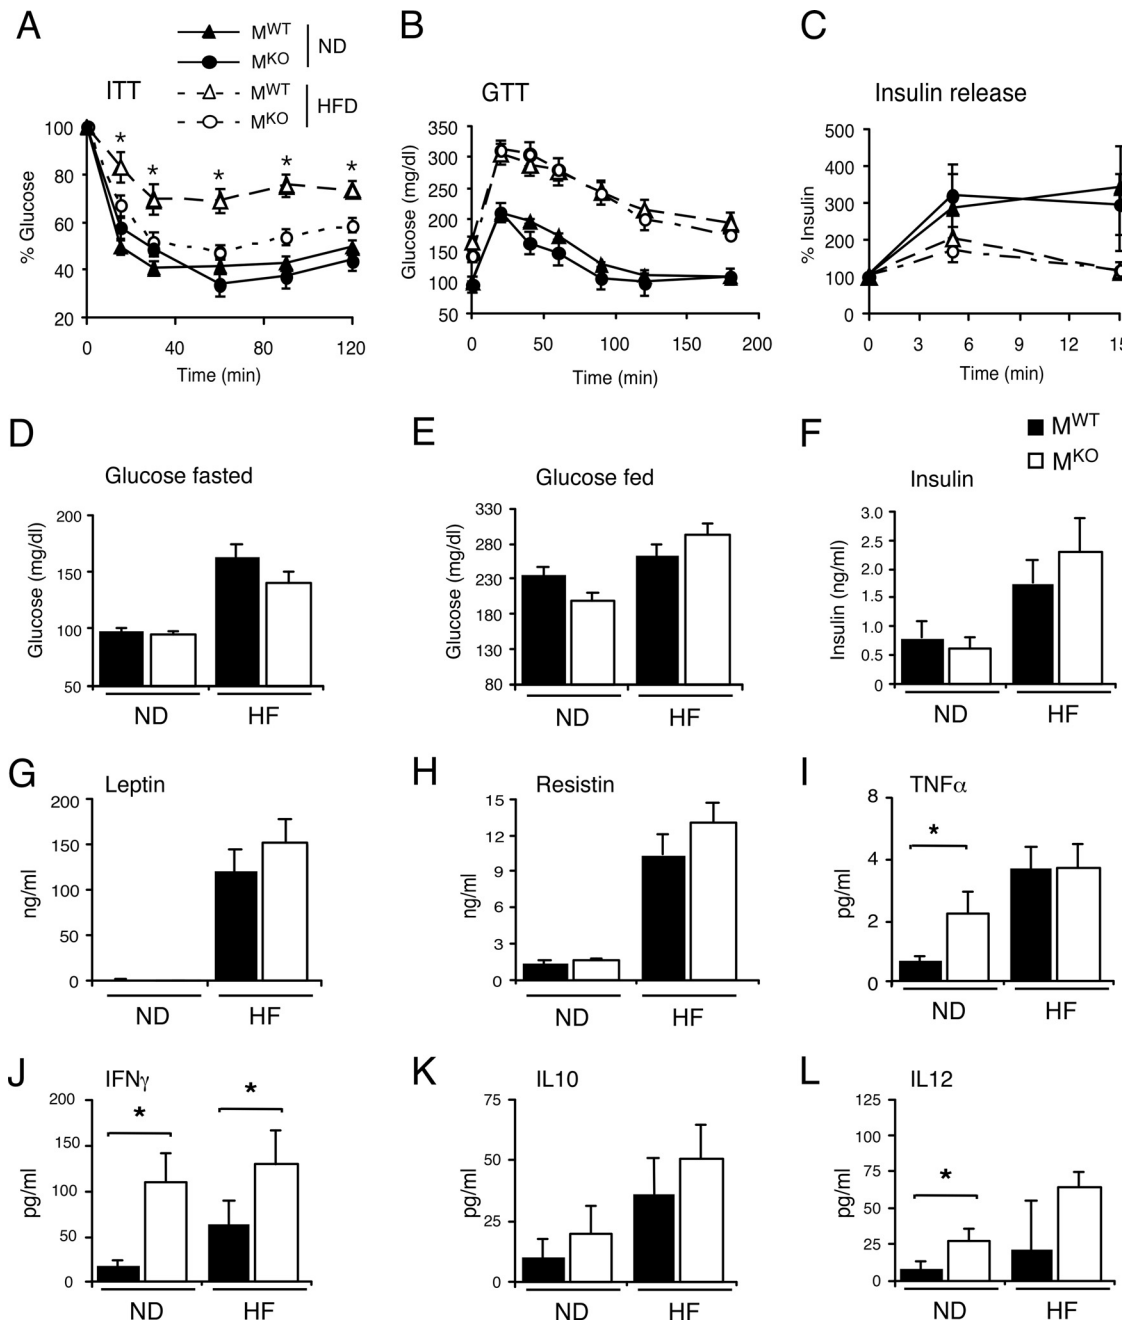 A
M^WT
ND
M^KO
M^WT
HFD
M^KO
ITT
100
80
60
40
20
% Glucose
* * * * *
0 40 80 120
Time (min)
B
GTT
350
300
250
200
150
100
50
Glucose (mg/dl)
0 50 100 150 200
Time (min)
C
Insulin release
500
400
300
200
100
0
% Insulin
0 3 6 9 12 15
Time (min)
D
Glucose fasted
200
150
100
50
Glucose (mg/dl)
ND HF
E
Glucose fed
330
280
230
180
130
80
Glucose (mg/dl)
ND HF
F
M^WT
M^KO
Insulin
3.0
2.5
2.0
1.5
1.0
0.5
0
Insulin (ng/ml)
ND HF
G
Leptin
200
150
100
50
0
ng/ml
ND HF
H
Resistin
15
12
9
6
3
0
ng/ml
ND HF
I
TNFα
8
4
2
0
pg/ml
*
ND HF
J
IFNγ
200
150
100
50
0
pg/ml
* *
ND HF
K
IL10
75
50
25
0
pg/ml
ND HF
L
IL12
125
100
75
50
25
0
pg/ml
*
ND HF